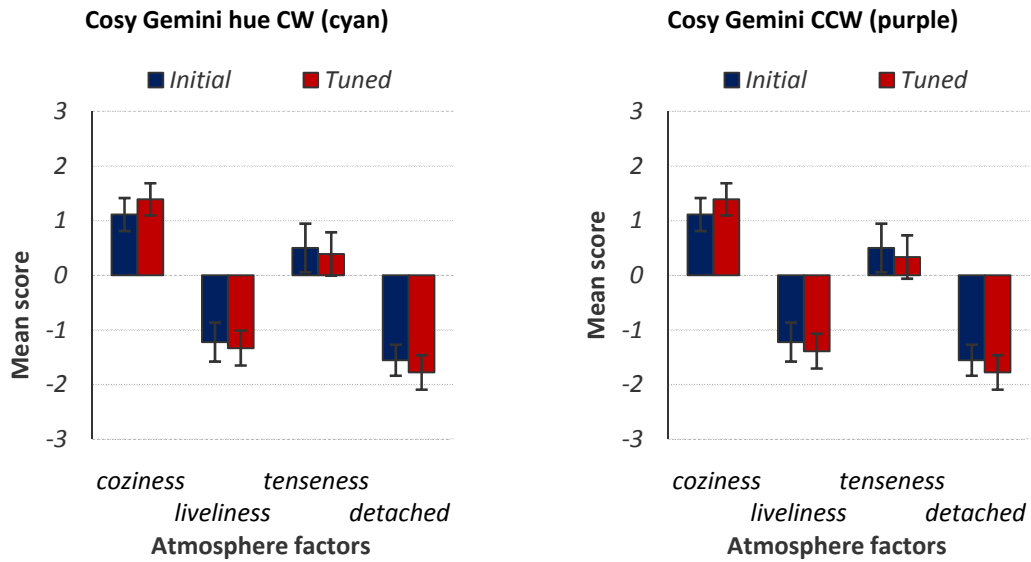 Cosy Gemini hue CW (cyan)
Initial Tuned
3
2
1
0
-1
-2
-3
Mean score
coziness tenseness
liveliness detached
Atmosphere factors
Cosy Gemini CCW (purple)
Initial Tuned
3
2
1
0
-1
-2
-3
Mean score
coziness tenseness
liveliness detached
Atmosphere factors